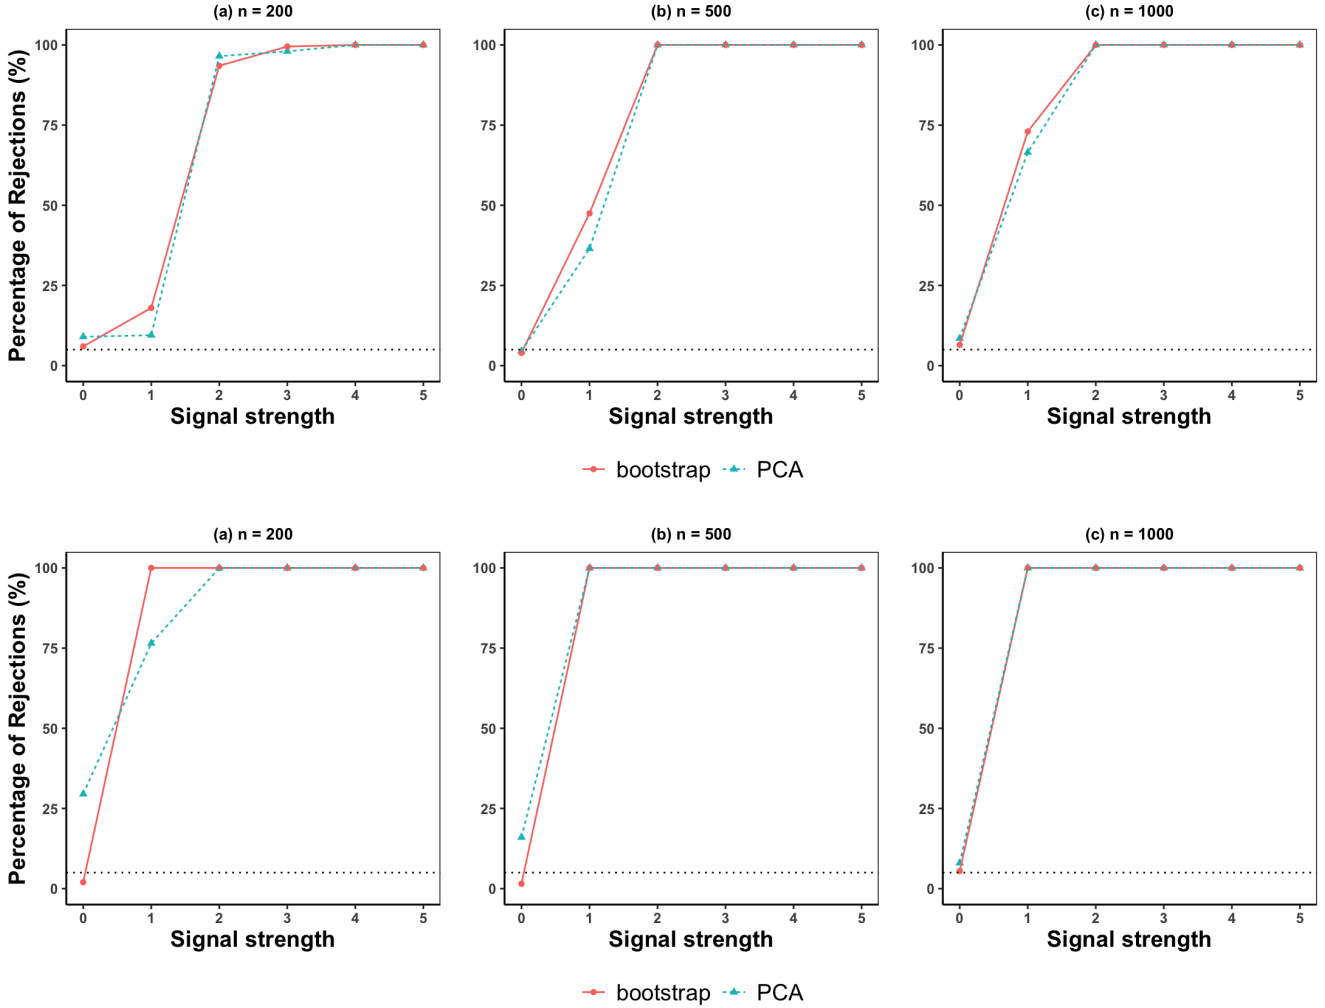 (a) n = 200
(b) n = 500
(c) n = 1000
Percentage of Rejections (%)
100
75
50
25
0
0 1 2 3 4 5
Signal strength
100
75
50
25
0
0 1 2 3 4 5
Signal strength
100
75
50
25
0
0 1 2 3 4 5
Signal strength
bootstrap PCA
(a) n = 200
(b) n = 500
(c) n = 1000
Percentage of Rejections (%)
100
75
50
25
0
0 1 2 3 4 5
Signal strength
100
75
50
25
0
0 1 2 3 4 5
Signal strength
100
75
50
25
0
0 1 2 3 4 5
Signal strength
bootstrap PCA